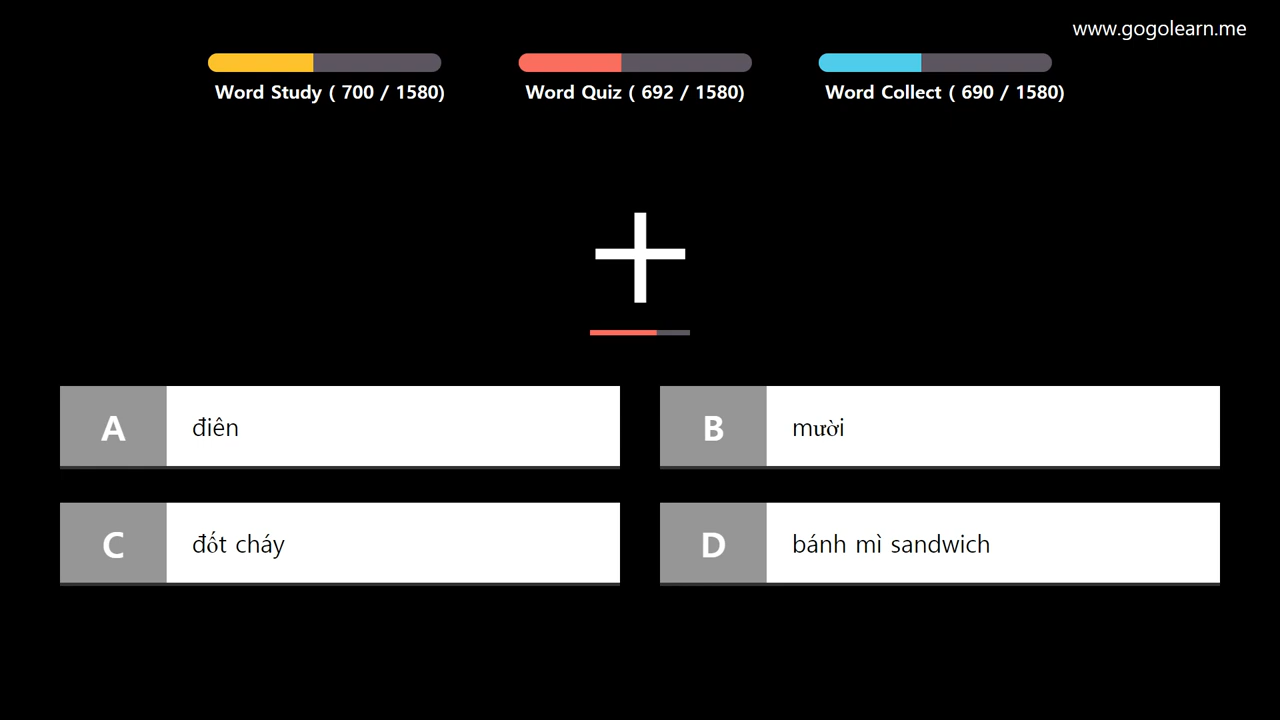 www.gogolearn.me
Word Study ( 700 / 1580)
Word Quiz ( 692 / 1580)
Word Collect ( 690 / 1580)
十
A
điên
B
mười
C
đốt cháy
D
bánh mì sandwich